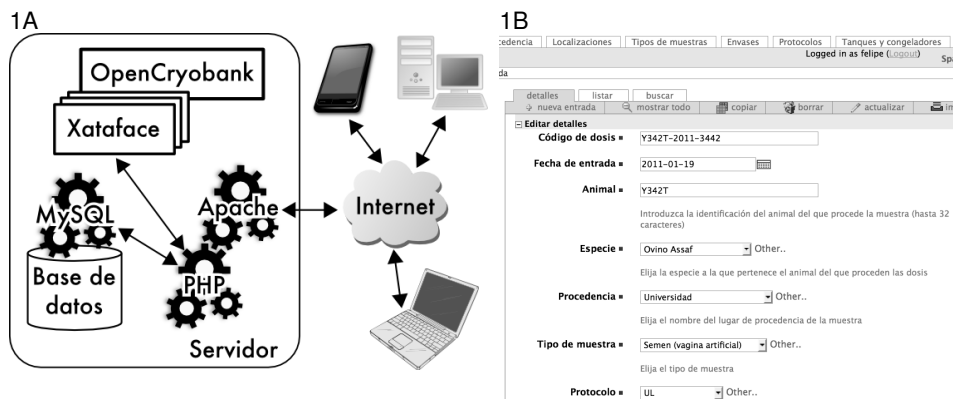 1A
OpenCryobank
Xataface
MySQL
Apache
Internet
Base de
datos
PHP
Servidor
1B
Localizaciones Tipos de muestras Envases Protocolos Tanques y congeladores
Logged in as felipe (Logout)
detalles listar buscar
nueva entrada mostrar todo copiar borrar actualizar
Editar detalles
Código de dosis Y342T-2011-3442
Fecha de entrada 2011-01-19
Animal Y342T
Introduzca la identificación del animal del que procede la muestra (hasta 32
caracteres)
Especie Ovino Assaf Other..
Elija la especie a la que pertenece el animal del que proceden las dosis
Procedencia Universidad Other..
Elija el nombre del lugar de procedencia de la muestra
Tipo de muestra Semen (vagina artificial) Other..
Elija el tipo de muestra
Protocolo UL Other..